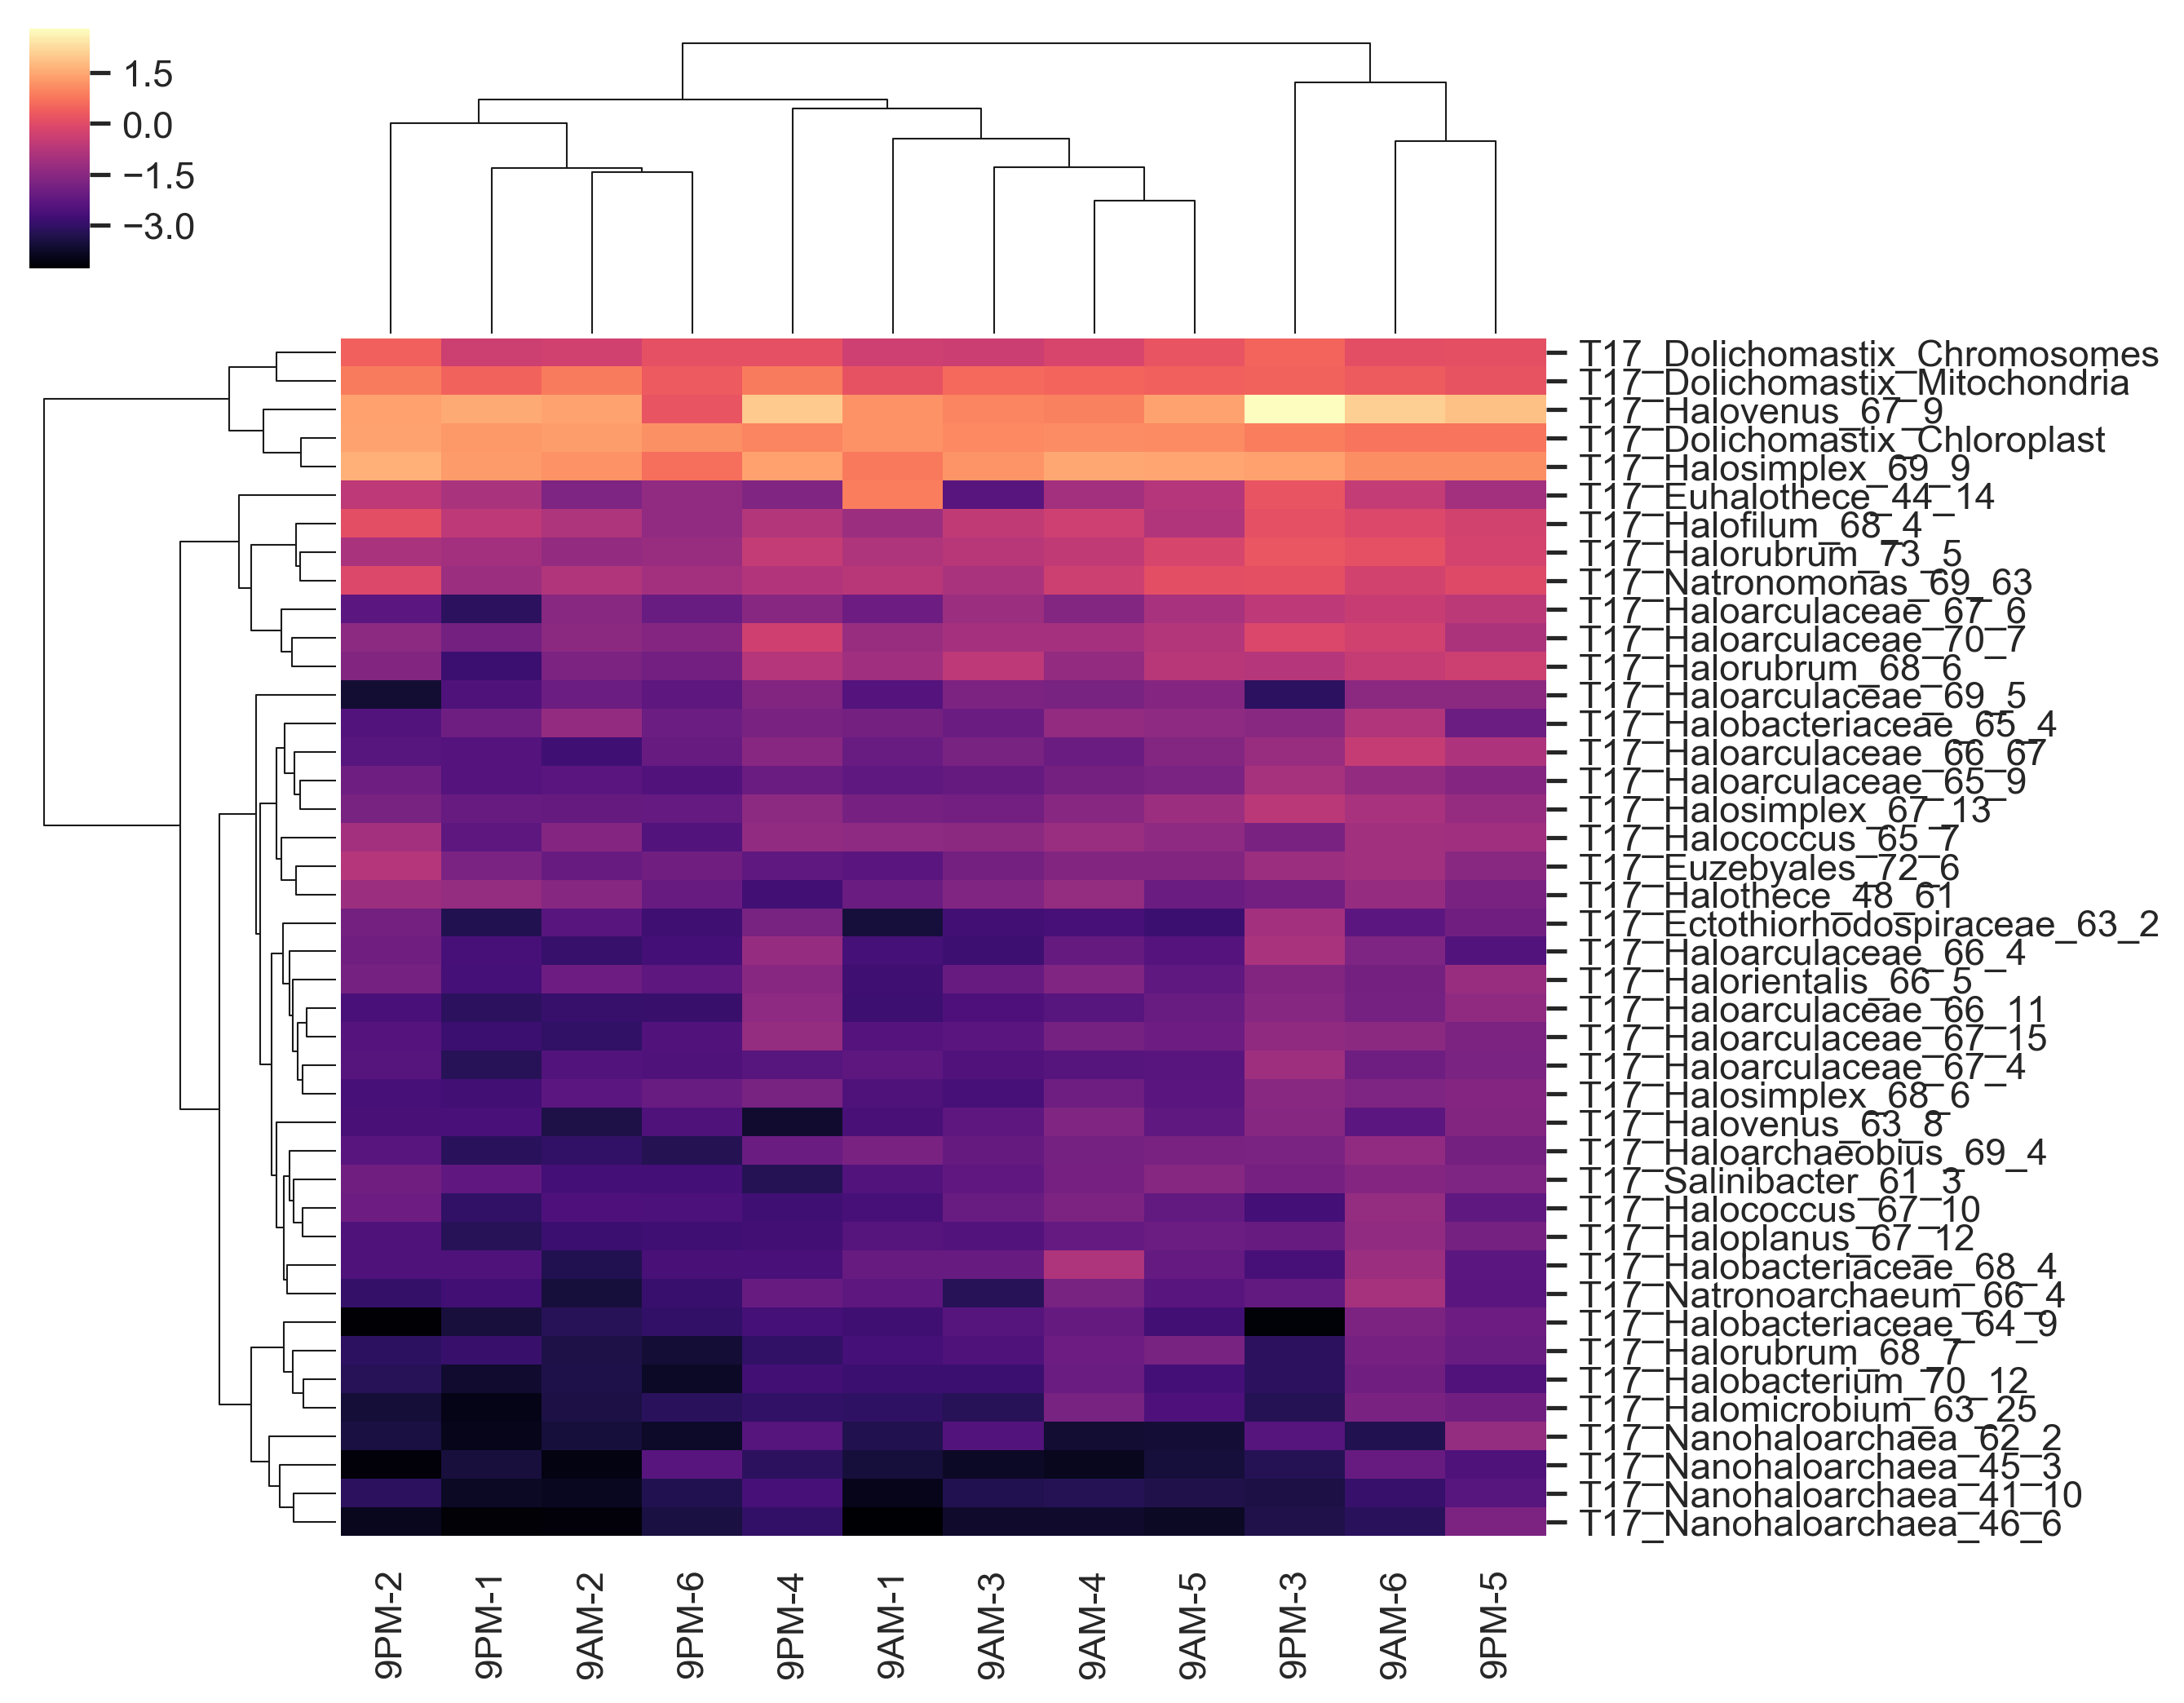 1.5
0.0
−1.5
−3.0
T17_Dolichomastix_Chromosomes
T17_Dolichomastix_Mitochondria
T17_Halovenus_67_9
T17_Dolichomastix_Chloroplast
T17_Halosimplex_69_9
T17_Euhalothece_44_14
T17_Halofilum_68_4
T17_Halorubrum_73_5
T17_Natronomonas_69_63
T17_Haloarculaceae_67_6
T17_Haloarculaceae_70_7
T17_Halorubrum_68_6
T17_Haloarculaceae_69_5
T17_Halobacteriaceae_65_4
T17_Haloarculaceae_66_67
T17_Haloarculaceae_65_9
T17_Halosimplex_67_13
T17_Halococcus_65_7
T17_Euzebyales_72_6
T17_Halothece_48_61
T17_Ectothiorhodospiraceae_63_2
T17_Haloarculaceae_66_4
T17_Halorientalis_66_5
T17_Haloarculaceae_66_11
T17_Haloarculaceae_67_15
T17_Haloarculaceae_67_4
T17_Halosimplex_68_6
T17_Halovenus_63_8
T17_Haloarchaeobius_69_4
T17_Salinibacter_61_3
T17_Halococcus_67_10
T17_Haloplanus_67_12
T17_Halobacteriaceae_68_4
T17_Natronoarchaeum_66_4
T17_Halobacteriaceae_64_9
T17_Halorubrum_68_7
T17_Halobacterium_70_12
T17_Halomicrobium_63_25
T17_Nanohaloarchaea_62_2
T17_Nanohaloarchaea_45_3
T17_Nanohaloarchaea_41_10
T17_Nanohaloarchaea_46_6
9PM-2
9PM-1
9AM-2
9PM-6
9PM-4
9AM-1
9AM-3
9AM-4
9AM-5
9PM-3
9AM-6
9PM-5